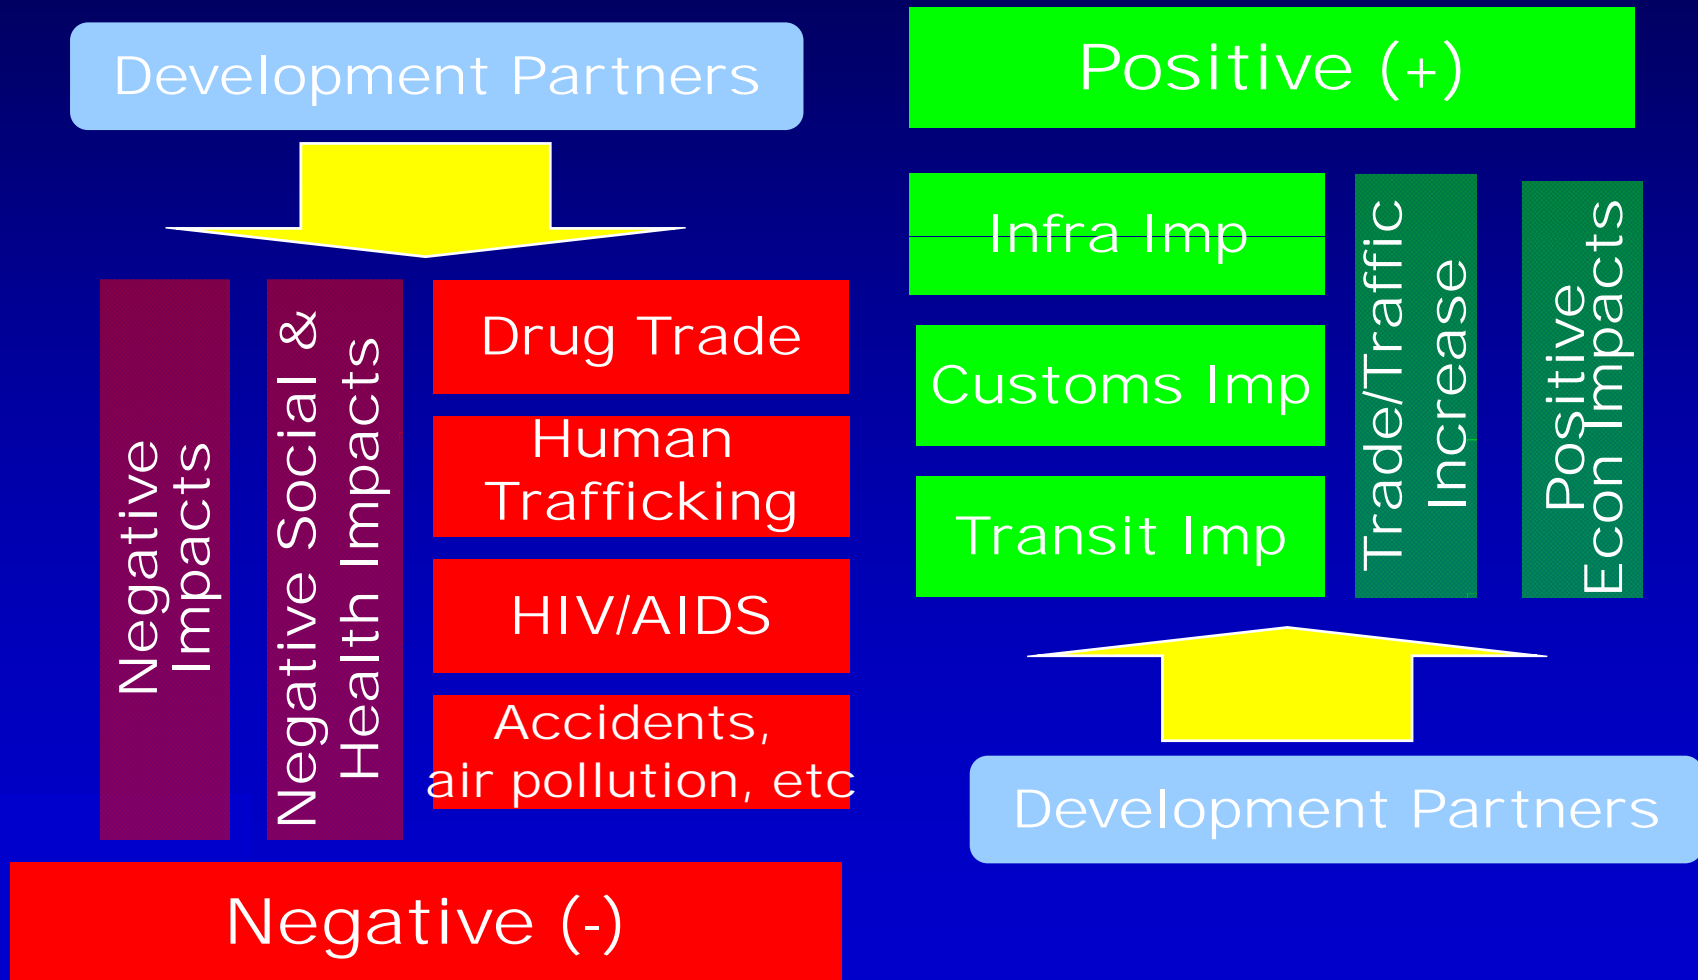 Development Partners
Negative
Impacts
Negative Social &
Health Impacts
Drug Trade
Human
Trafficking
HIV/AIDS
Accidents,
air pollution, etc
Negative (-)
Positive (+)
Infra Imp
Customs Imp
Transit Imp
Trade/Traffic
Increase
Positive
Econ Impacts
Development Partners